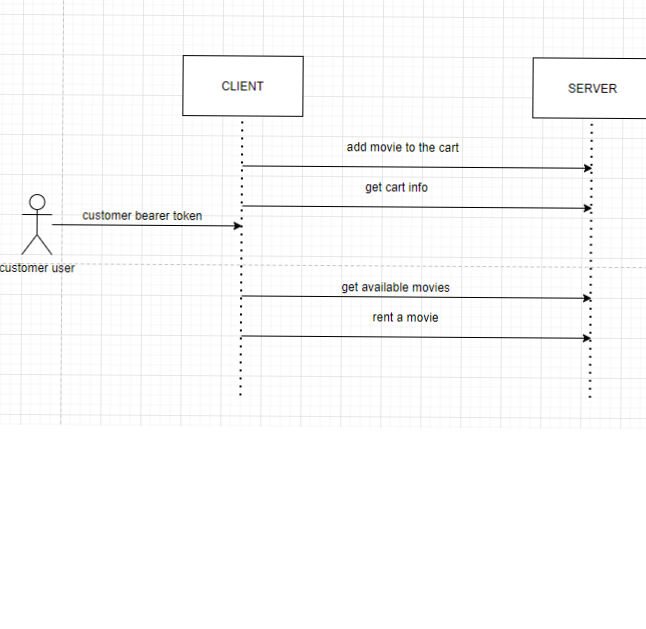 CLIENT
SERVER
add movie to the cart
get cart info
customer bearer token
customer user
get available movies
rent a movie